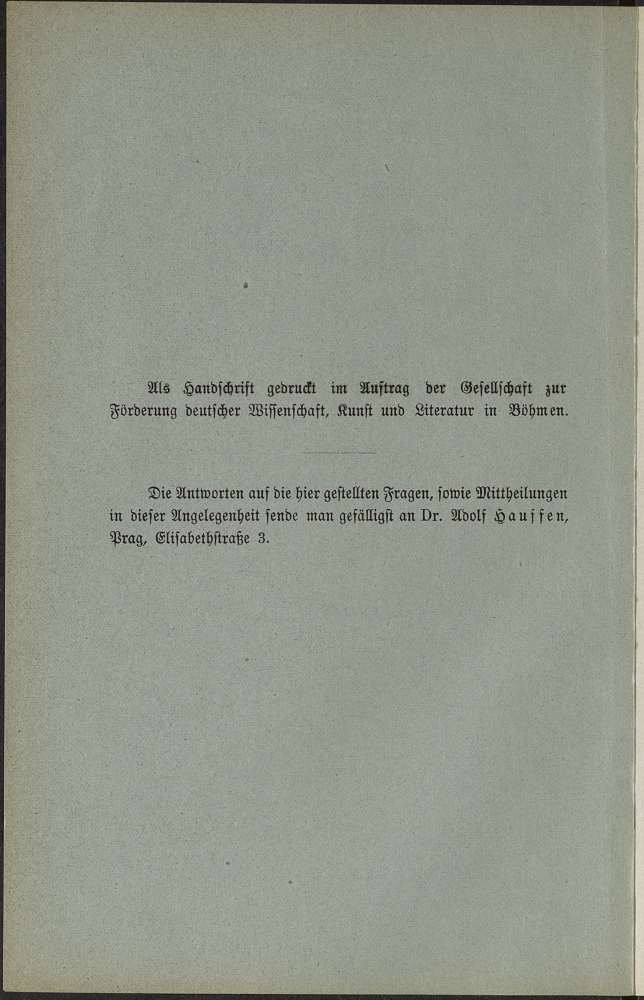 Als Handschrift gedruckt im Auftrag der Gesellschaft zur
Förderung deutscher Wissenschaft, Kunst und Literatur in Böhmen.
Die Antworten auf die hier gestellten Fragen, sowie Mittheilungen
in dieser Angelegenheit sende man gefälligst an Dr. Adolf Hauffen,
Prag, Elisabethstraße 3.